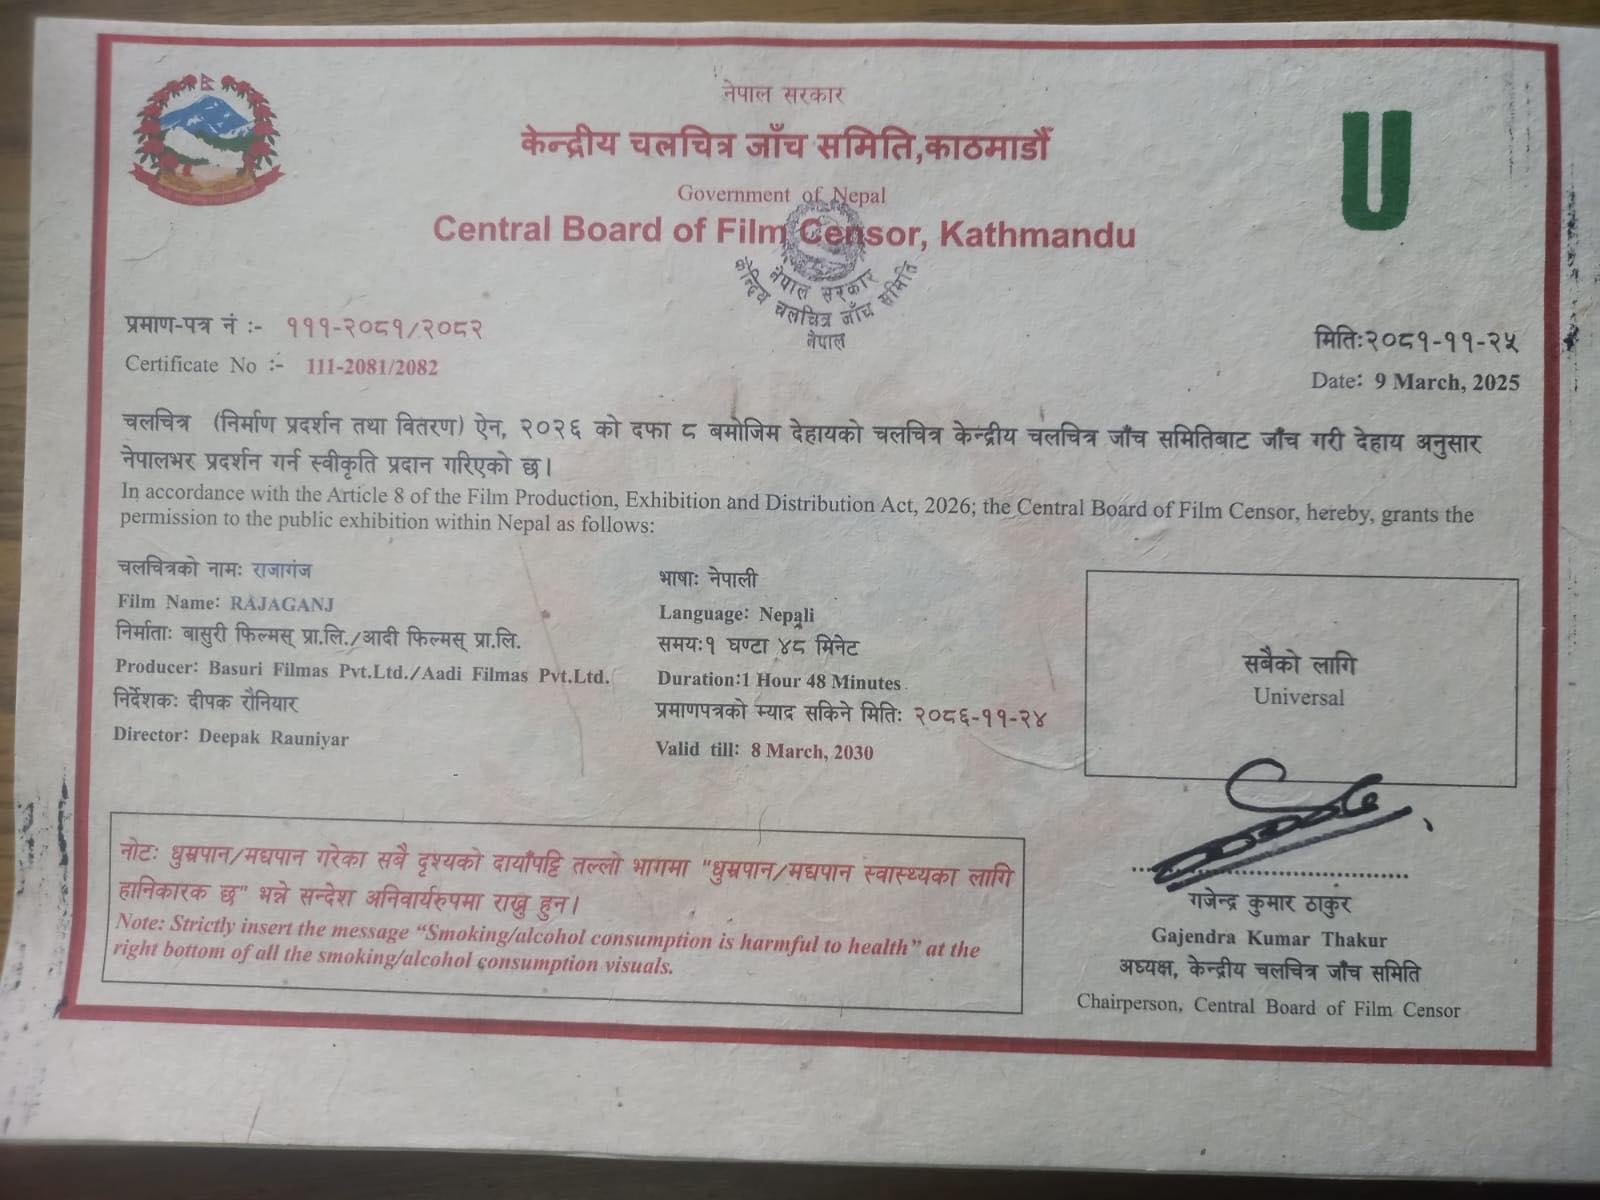 नेपाल सरकार
केन्द्रीय चलचित्र जाँच समिति,काठमाडौं
Government of Nepal
Central Board of Film Censor, Kathmandu
U
नेपाल सरकार
केन्द्रिय चलचित्र जाँच समिति
नेपाल
प्रमाण-पत्र नं :- १११-२०८१/२०८२
Certificate No :- 111-2081/2082
मितिः२०८१-११-२५
Date: 9 March, 2025
चलचित्र (निर्माण प्रदर्शन तथा वितरण) ऐन, २०२६ को दफा ८ बमोजिम देहायको चलचित्र केन्द्रीय चलचित्र जाँच समितिबाट जाँच गरी देहाय अनुसार
नेपालभर प्रदर्शन गर्न स्वीकृति प्रदान गरिएको छ।
In accordance with the Article 8 of the Film Production, Exhibition and Distribution Act, 2026; the Central Board of Film Censor, hereby, grants the
permission to the public exhibition within Nepal as follows:
चलचित्रको नामः राजागंज
Film Name: RAJAGANJ
निर्माताः बासुरी फिल्मस् प्रा.लि./आदी फिल्मस् प्रा.लि.
Producer: Basuri Filmas Pvt.Ltd./Aadi Filmas Pvt.Ltd.
निर्देशकः दीपक रौनियार
Director: Deepak Rauniyar
भाषाः नेपाली
Language: Nepali
समयः१ घण्टा ४८ मिनेट
Duration:1 Hour 48 Minutes
प्रमाणपत्रको म्याद सकिने मितिः २०८६-११-२४
Valid till: 8 March, 2030
सबैको लागि
Universal
नोटः धुम्रपान/मद्यपान गरेका सबै दृश्यको दायाँपट्टि तल्लो भागमा "धुम्रपान/मद्यपान स्वास्थ्यका लागि
हानिकारक छ" भन्ने सन्देश अनिवार्यरुपमा राख्नु हुन।
Note: Strictly insert the message “Smoking/alcohol consumption is harmful to health” at the
right bottom of all the smoking/alcohol consumption visuals.
गजेन्द्र कुमार ठाकुर
Gajendra Kumar Thakur
अध्यक्ष, केन्द्रीय चलचित्र जाँच समिति
Chairperson, Central Board of Film Censor